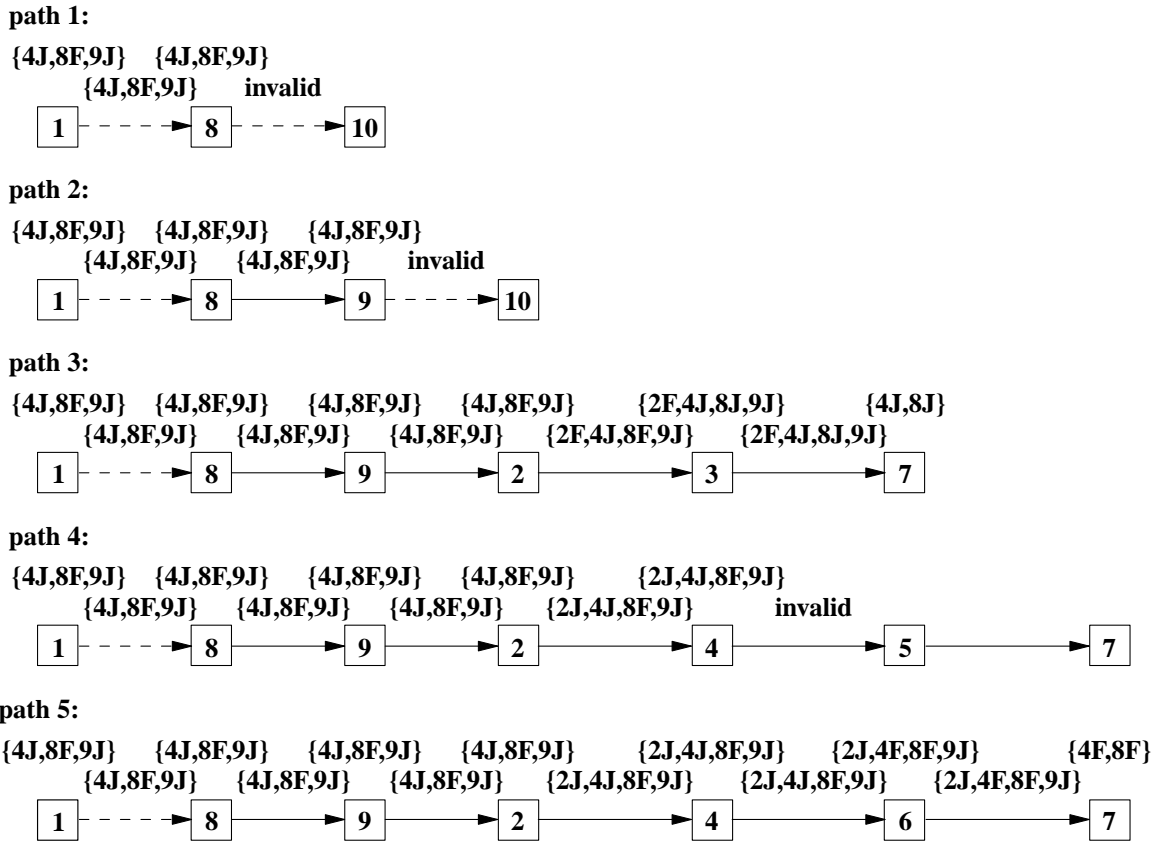 path 1:
{4J,8F,9J} {4J,8F,9J}
{4J,8F,9J} invalid
1 8 10
path 2:
{4J,8F,9J} {4J,8F,9J} {4J,8F,9J}
{4J,8F,9J} {4J,8F,9J} invalid
1 8 9 10
path 3:
{4J,8F,9J} {4J,8F,9J} {4J,8F,9J} {4J,8F,9J} {2F,4J,8J,9J} {4J,8J}
{4J,8F,9J} {4J,8F,9J} {4J,8F,9J} {2F,4J,8F,9J} {2F,4J,8J,9J}
1 8 9 2 3 7
path 4:
{4J,8F,9J} {4J,8F,9J} {4J,8F,9J} {4J,8F,9J} {2J,4J,8F,9J}
{4J,8F,9J} {4J,8F,9J} {4J,8F,9J} {2J,4J,8F,9J} invalid
1 8 9 2 4 5 7
path 5:
{4J,8F,9J} {4J,8F,9J} {4J,8F,9J} {4J,8F,9J} {2J,4J,8F,9J} {2J,4F,8F,9J} {4F,8F}
{4J,8F,9J} {4J,8F,9J} {4J,8F,9J} {2J,4J,8F,9J} {2J,4J,8F,9J} {2J,4F,8F,9J}
1 8 9 2 4 6 7